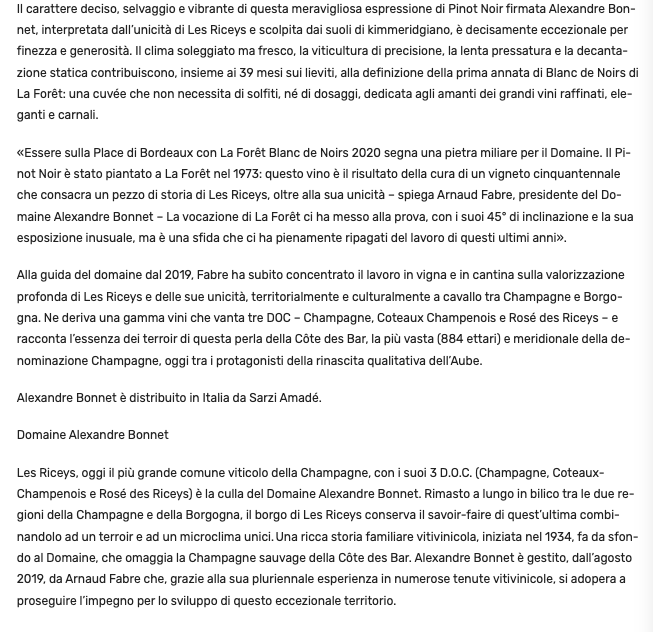 Il carattere deciso, selvaggio e vibrante di questa meravigliosa espressione di Pinot Noir firmata Alexandre Bon-
net, interpretata dall'unicità di Les Riceys e scolpita dai suoli di kimmeridgiano, è decisamente eccezionale per
finezza e generosità. Il clima soleggiato ma fresco, la viticultura di precisione, la lenta pressatura e la decanta-
zione statica contribuiscono, insieme ai 39 mesi sui lieviti, alla definizione della prima annata di Blanc de Noirs di
La Forêt: una cuvée che non necessita di solfiti, né di dosaggi, dedicata agli amanti dei grandi vini raffinati, ele-
ganti e carnali.
«Essere sulla Place di Bordeaux con La Forêt Blanc de Noirs 2020 segna una pietra miliare per il Domaine. Il Pi-
not Noir è stato piantato a La Forêt nel 1973: questo vino è il risultato della cura di un vigneto cinquantennale
che consacra un pezzo di storia di Les Riceys, oltre alla sua unicità – spiega Arnaud Fabre, presidente del Do-
maine Alexandre Bonnet – La vocazione di La Forêt ci ha messo alla prova, con i suoi 45° di inclinazione e la sua
esposizione inusuale, ma è una sfida che ci ha pienamente ripagati del lavoro di questi ultimi anni».
Alla guida del domaine dal 2019, Fabre ha subito concentrato il lavoro in vigna e in cantina sulla valorizzazione
profonda di Les Riceys e delle sue unicità, territorialmente e culturalmente a cavallo tra Champagne e Borgo-
gna. Ne deriva una gamma vini che vanta tre DOC – Champagne, Coteaux Champenois e Rosé des Riceys – e
racconta l'essenza dei terroir di questa perla della Côte des Bar, la più vasta (884 ettari) e meridionale della de-
nominazione Champagne, oggi tra i protagonisti della rinascita qualitativa dell'Aube.
Alexandre Bonnet è distribuito in Italia da Sarzi Amadé.
Domaine Alexandre Bonnet
Les Riceys, oggi il più grande comune viticolo della Champagne, con i suoi 3 D.O.C. (Champagne, Coteaux-
Champenois e Rosé des Riceys) è la culla del Domaine Alexandre Bonnet. Rimasto a lungo in bilico tra le due re-
gioni della Champagne e della Borgogna, il borgo di Les Riceys conserva il savoir-faire di quest'ultima combi-
nandolo ad un terroir e ad un microclima unici. Una ricca storia familiare vitivinicola, iniziata nel 1934, fa da sfon-
do al Domaine, che omaggia la Champagne sauvage della Côte des Bar. Alexandre Bonnet è gestito, dall'agosto
2019, da Arnaud Fabre che, grazie alla sua pluriennale esperienza in numerose tenute vitivinicole, si adopera a
proseguire l'impegno per lo sviluppo di questo eccezionale territorio.